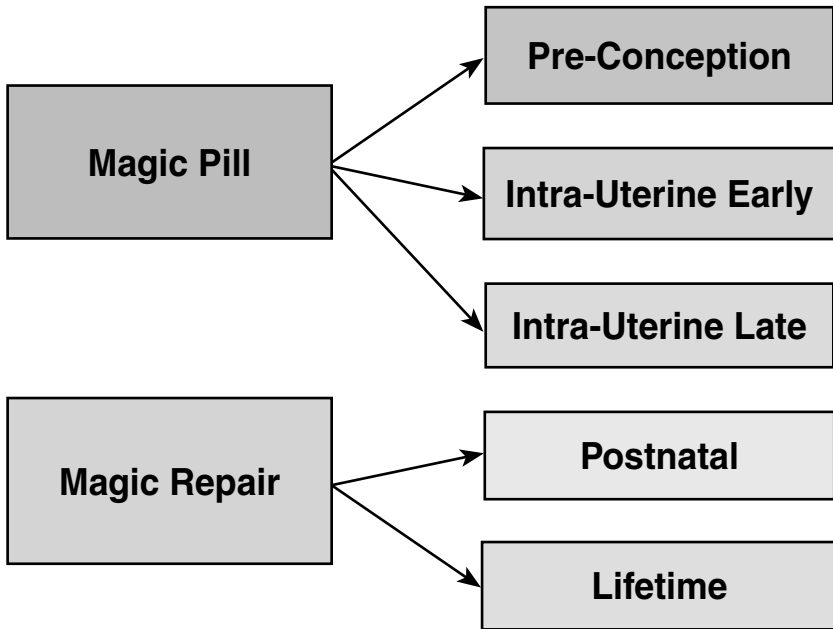 Magic Pill
Pre-Conception
Intra-Uterine Early
Intra-Uterine Late
Magic Repair
Postnatal
Lifetime